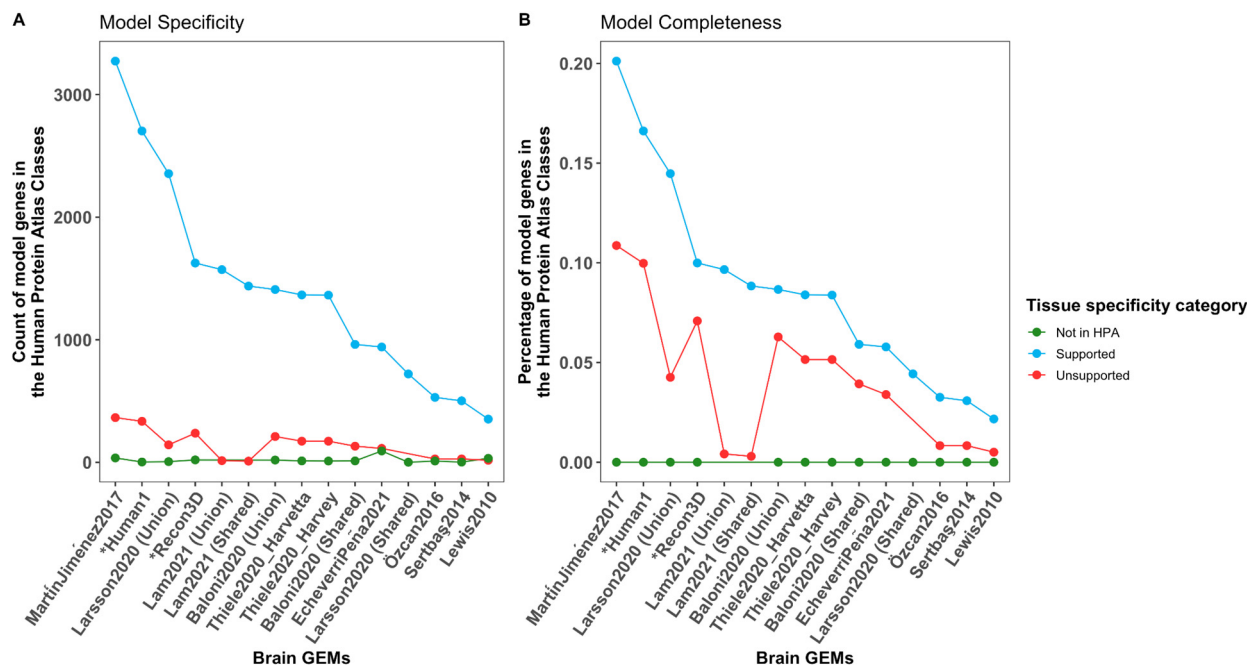 A
Model Specificity
Count of model genes in
the Human Protein Atlas Classes
3000
2000
1000
0
MartínJiménez2017
*Human1
Larsson2020 (Union)
*Recon3D
Lam2021 (Union)
Lam2021 (Shared)
Baloni2020 (Union)
Thiele2020_Harvetta
Thiele2020_Harvey
Baloni2020 (Shared)
EcheverriPeña2021
Larsson2020 (Shared)
Özcan2016
Sertbaş2014
Lewis2010
Brain GEMs
B
Model Completeness
Percentage of model genes in
the Human Protein Atlas Classes
0.20
0.15
0.10
0.05
0.00
MartínJiménez2017
*Human1
Larsson2020 (Union)
*Recon3D
Lam2021 (Union)
Lam2021 (Shared)
Baloni2020 (Union)
Thiele2020_Harvetta
Thiele2020_Harvey
Baloni2020 (Shared)
EcheverriPeña2021
Larsson2020 (Shared)
Özcan2016
Sertbaş2014
Lewis2010
Brain GEMs
Tissue specificity category
Not in HPA
Supported
Unsupported